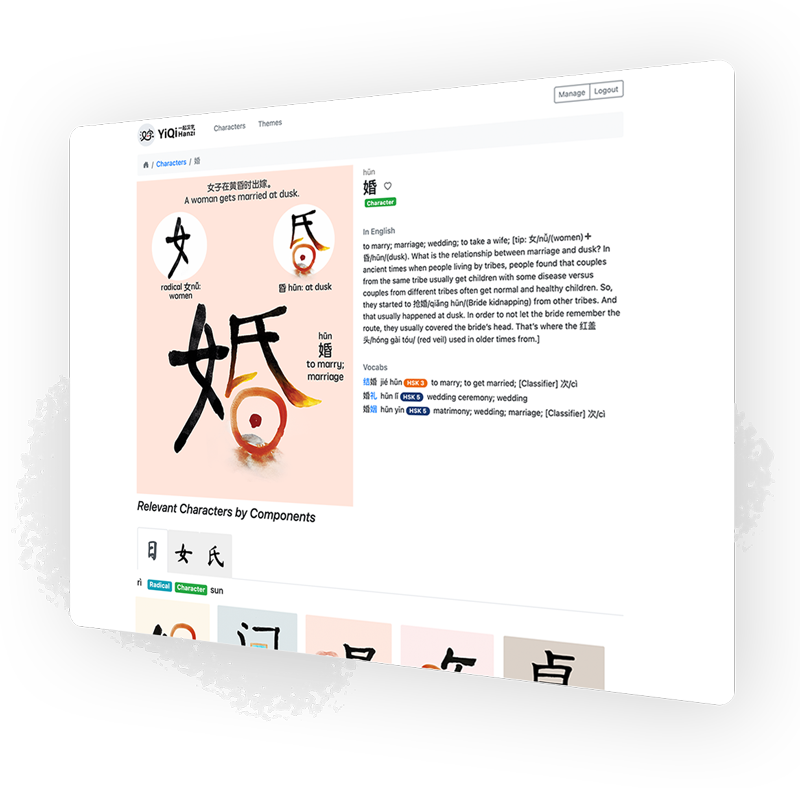 Manage Logout
YiQi 一起汉字 Hanzi Characters Themes
/ Characters / 婚
女子在黄昏时出嫁。
A woman gets married at dusk.
女
昏
radical 女nǚ:
women
昏 hūn: at dusk
婚
hūn
婚
to marry;
marriage
hūn
婚
Character
In English
to marry; marriage; wedding; to take a wife; [tip: 女/nǚ/(women)+
昏/hūn/(dusk). What is the relationship between marriage and dusk? In
ancient times when people living by tribes, people found that couples
from the same tribe usually get children with some disease versus
couples from different tribes often get normal and healthy children. So,
they started to 抢婚/qiǎng hūn/(Bride kidnapping) from other tribes. And
that usually happened at dusk. In order to not let the bride remember the
route, they usually covered the bride's head. That's where the 红盖
头/hóng gài tóu/ (red veil) used in older times from.]
Vocabs
结婚 jié hūn HSK 3 to marry; to get married; [Classifier] 次/cì
婚礼 hūn lǐ HSK 5 wedding ceremony; wedding
婚姻 hūn yīn HSK 5 matrimony; wedding; marriage; [Classifier] 次/cì
Relevant Characters by Components
日 女 氏
rì Radical Character sun